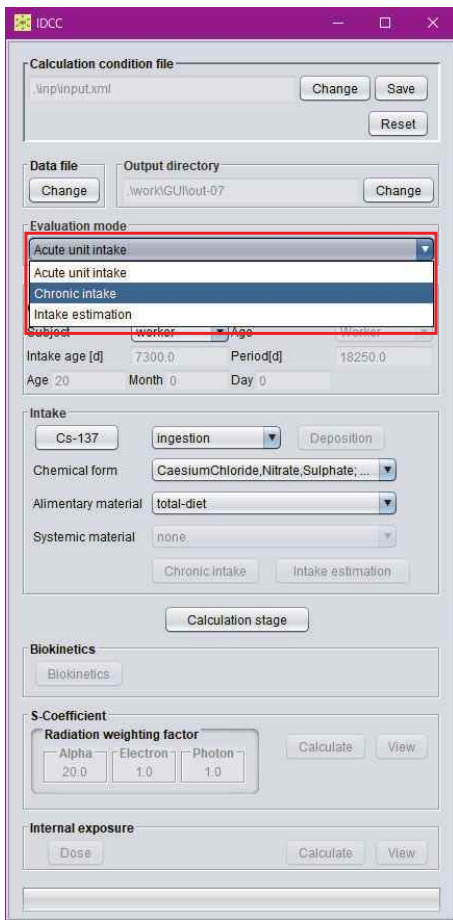 IDCC
Calculation condition file
.\inp\input.xml Change Save
Reset
Data file Output directory
Change .\work\GUI\out-07 Change
Evaluation mode
Acute unit intake
Acute unit intake
Chronic intake
Intake estimation
Subject worker Age Worker
Intake age [d] 7300.0 Period[d] 18250.0
Age 20 Month 0 Day 0
Intake
Cs-137 ingestion Deposition
Chemical form CaesiumChloride,Nitrate,Sulphate; ...
Alimentary material total-diet
Systemic material none
Chronic intake Intake estimation
Calculation stage
Biokinetics
Biokinetics
S-Coefficient
Radiation weighting factor
Alpha Electron Photon
Calculate View
20.0 1.0 1.0
Internal exposure
Dose Calculate View